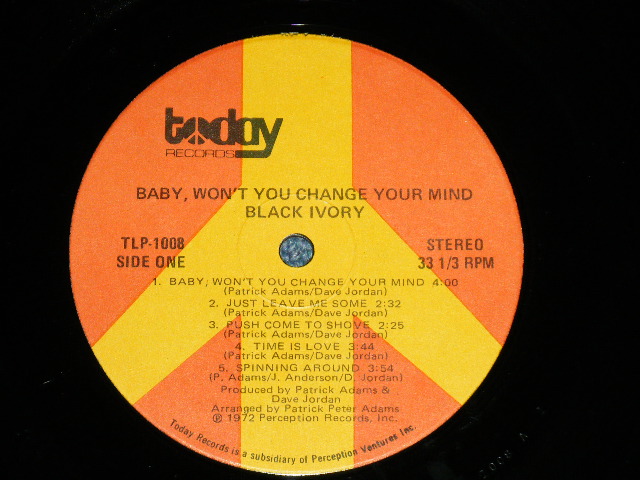 today
RECORDS
BABY, WON'T YOU CHANGE YOUR MIND
BLACK IVORY
TLP-1008
SIDE ONE
STEREO
33 1/3 RPM
1. BABY, WON'T YOU CHANGE YOUR MIND 4:00
(Patrick Adams/Dave Jordan)
2. JUST LEAVE ME SOME 2:32
(Patrick Adams/Dave Jordan)
3. PUSH COME TO SHOVE 2:25
(Patrick Adams/Dave Jordan)
4. TIME IS LOVE 3:44
(Patrick Adams/Dave Jordan)
5. SPINNING AROUND 3:54
(P. Adams/J. Anderson/D. Jordan)
Produced by Patrick Adams &
Dave Jordan
Arranged by Patrick Peter Adams
℗ 1972 Perception Records, Inc.
Today Records is a subsidiary of Perception Ventures Inc.